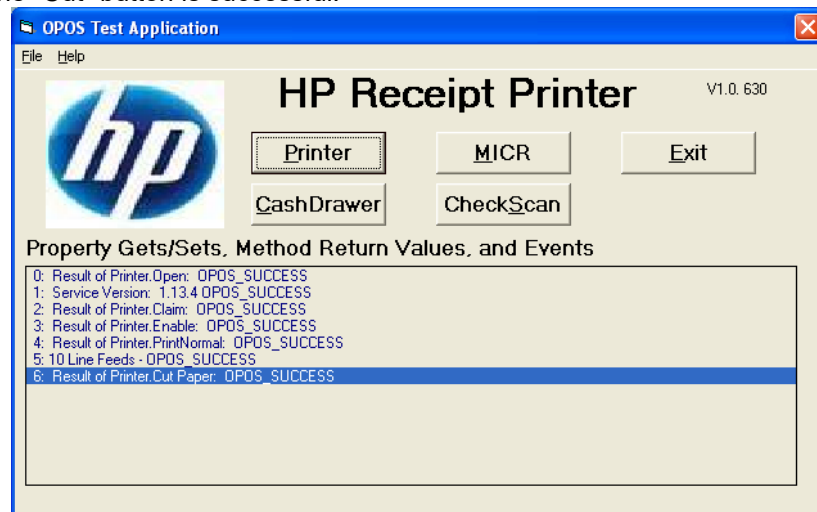 OPOS Test Application
File Help
hp
HP Receipt Printer
V1.0. 630
Printer
MICR
Exit
CashDrawer
CheckScan
Property Gets/Sets, Method Return Values, and Events
0: Result of Printer.Open: OPOS_SUCCESS
1: Service Version: 1.13.4 OPOS_SUCCESS
2: Result of Printer.Claim: OPOS_SUCCESS
3: Result of Printer.Enable: OPOS_SUCCESS
4: Result of Printer.PrintNormal: OPOS_SUCCESS
5: 10 Line Feeds - OPOS_SUCCESS
6: Result of Printer.Cut Paper: OPOS_SUCCESS